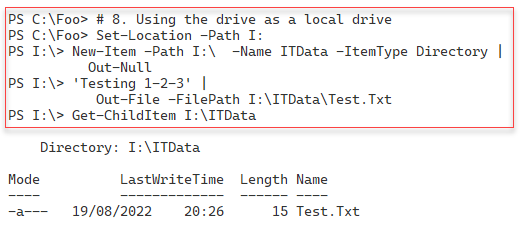 PS C:\Foo> # 8. Using the drive as a local drive
PS C:\Foo> Set-Location -Path I:
PS I:\> New-Item -Path I:\  -Name ITData -ItemType Directory |
          Out-Null
PS I:\> 'Testing 1-2-3' |
           Out-File -FilePath I:\ITData\Test.Txt
PS I:\> Get-ChildItem I:\ITData
    Directory: I:\ITData
Mode          LastWriteTime  Length Name
----          -------------  ------ ----
-a---   19/08/2022    20:26      15 Test.Txt